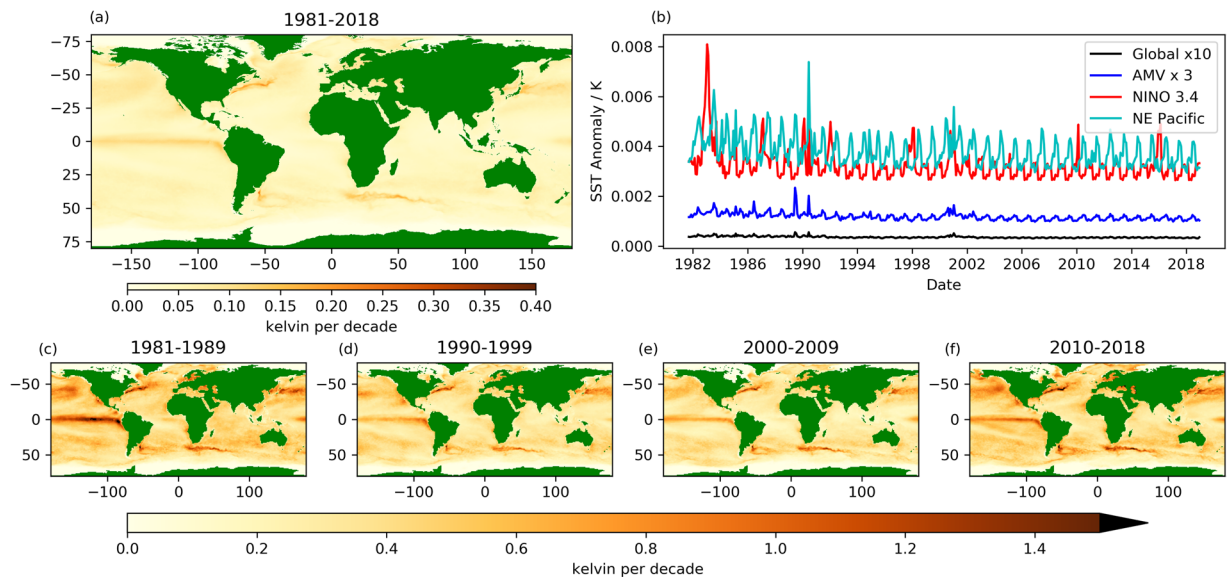 (a)
1981-2018
−75
−50
−25
0
25
50
75
−150 −100 −50 0 50 100 150
0.00 0.05 0.10 0.15 0.20 0.25 0.30 0.35 0.40
kelvin per decade
(b)
0.008
0.006
0.004
0.002
0.000
SST Anomaly / K
Global x10
AMV x 3
NINO 3.4
NE Pacific
1982 1986 1990 1994 1998 2002 2006 2010 2014 2018
Date
(c)
1981-1989
−50
0
50
−100 0 100
(d)
1990-1999
−50
0
50
−100 0 100
(e)
2000-2009
−50
0
50
−100 0 100
(f)
2010-2018
−50
0
50
−100 0 100
0.0 0.2 0.4 0.6 0.8 1.0 1.2 1.4
kelvin per decade